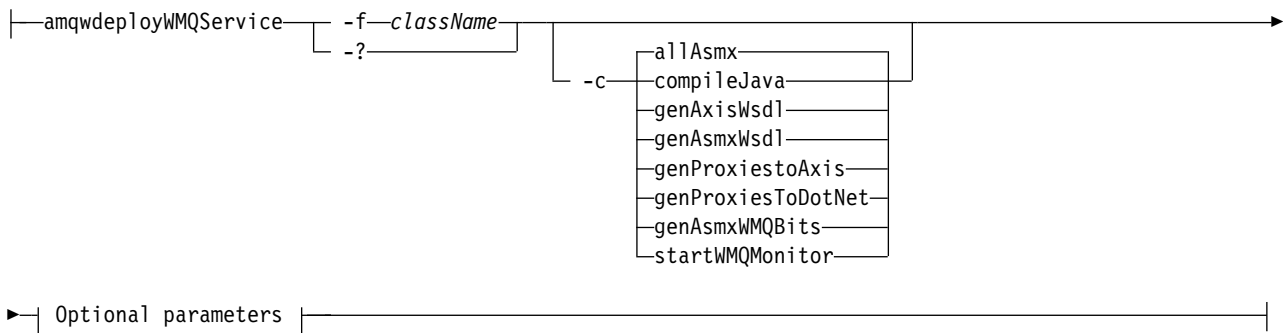 amqwdeployWMQService -f className
-?
allAsmx
-c compileJava
genAxisWsdl
genAsmxWsdl
genProxiestoAxis
genProxiesToDotNet
genAsmxWMQBits
startWMQMonitor
Optional parameters